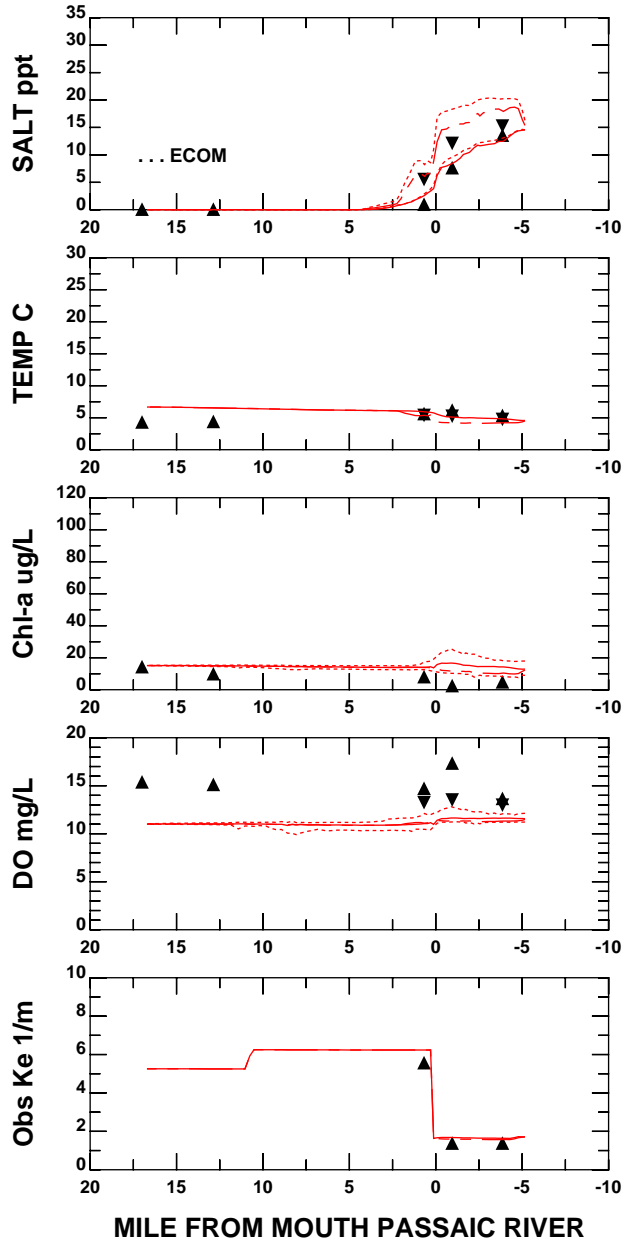 SALT ppt
35
30
25
20
15
10
5
0
. . . ECOM
20 15 10 5 0 -5 -10
TEMP C
30
25
20
15
10
5
0
20 15 10 5 0 -5 -10
Chl-a ug/L
120
100
80
60
40
20
0
20 15 10 5 0 -5 -10
DO mg/L
20
15
10
5
0
20 15 10 5 0 -5 -10
Obs Ke 1/m
10
8
6
4
2
0
20 15 10 5 0 -5 -10
MILE FROM MOUTH PASSAIC RIVER